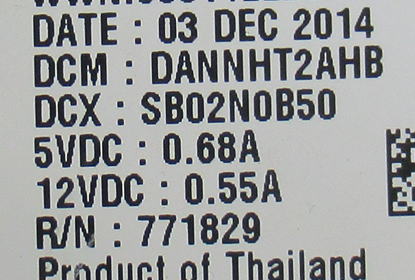 DATE : 03 DEC 2014
DCM : DANNHT2AHB
DCX : SB02N0B50
5VDC : 0.68A
12VDC : 0.55A
R/N : 771829
Product of Thailand